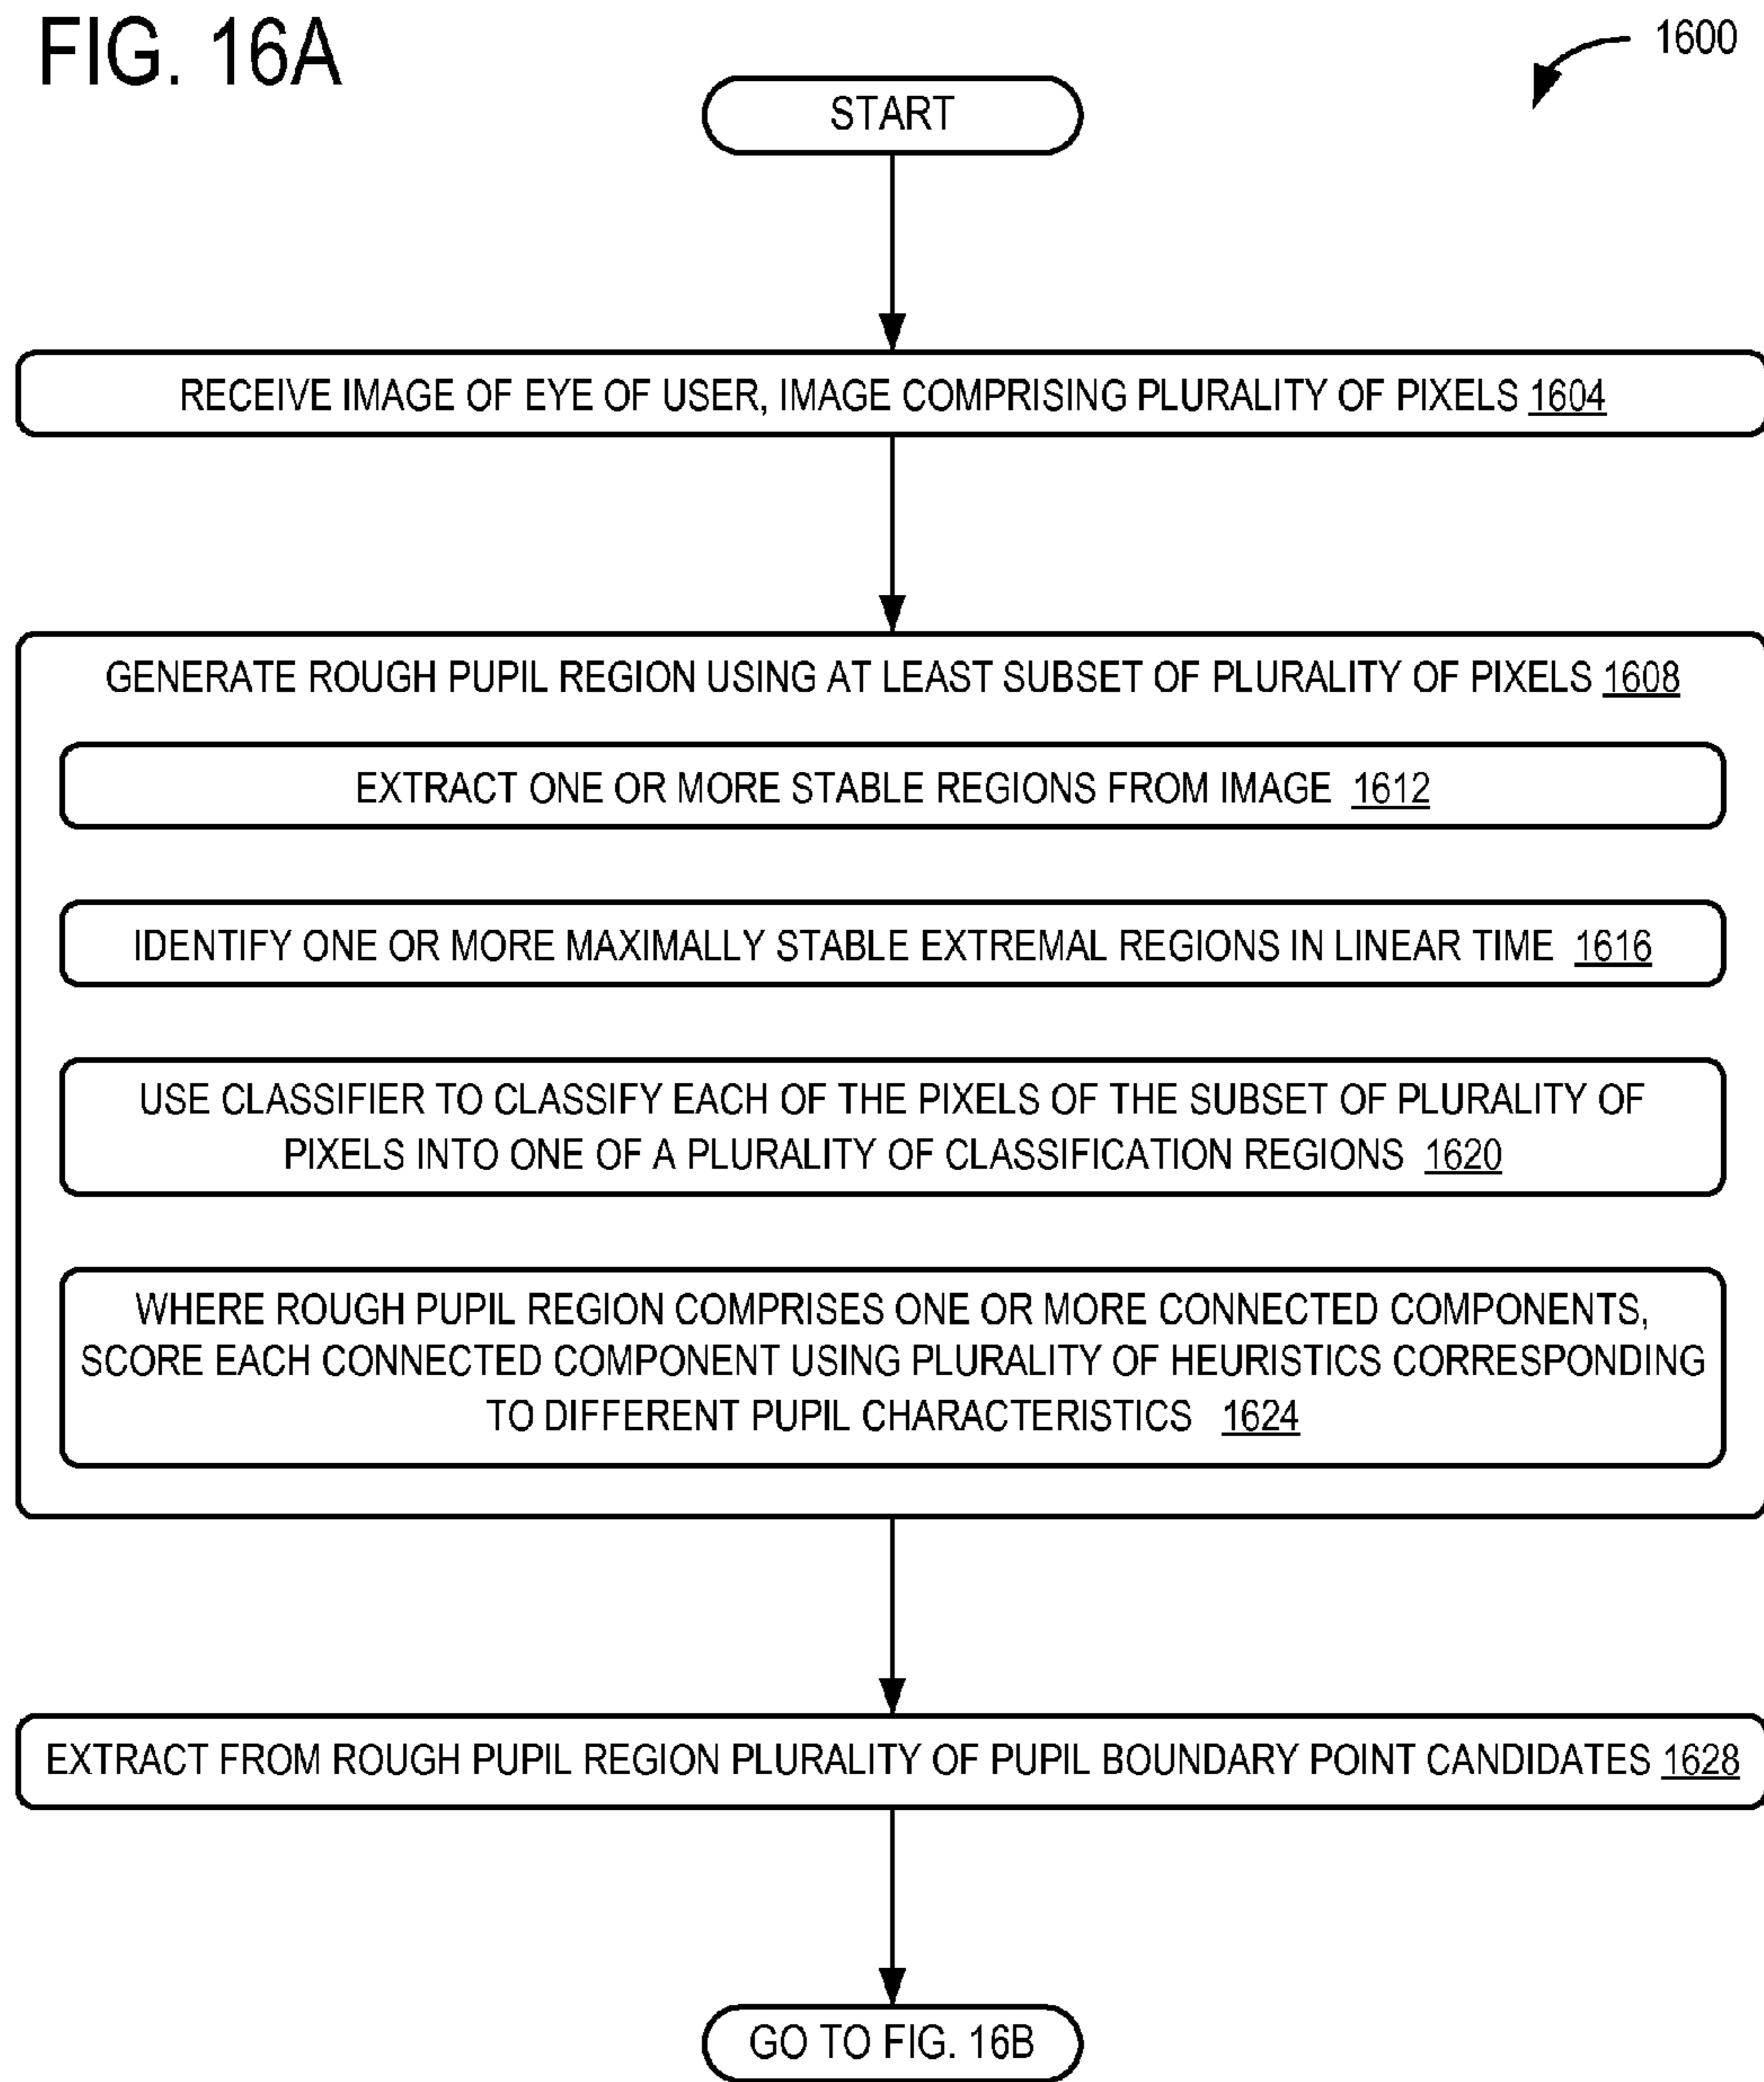 FIG. 16A
1600
START
RECEIVE IMAGE OF EYE OF USER, IMAGE COMPRISING PLURALITY OF PIXELS 1604
GENERATE ROUGH PUPIL REGION USING AT LEAST SUBSET OF PLURALITY OF PIXELS 1608
EXTRACT ONE OR MORE STABLE REGIONS FROM IMAGE 1612
IDENTIFY ONE OR MORE MAXIMALLY STABLE EXTREMAL REGIONS IN LINEAR TIME 1616
USE CLASSIFIER TO CLASSIFY EACH OF THE PIXELS OF THE SUBSET OF PLURALITY OF
PIXELS INTO ONE OF A PLURALITY OF CLASSIFICATION REGIONS 1620
WHERE ROUGH PUPIL REGION COMPRISES ONE OR MORE CONNECTED COMPONENTS,
SCORE EACH CONNECTED COMPONENT USING PLURALITY OF HEURISTICS CORRESPONDING
TO DIFFERENT PUPIL CHARACTERISTICS 1624
EXTRACT FROM ROUGH PUPIL REGION PLURALITY OF PUPIL BOUNDARY POINT CANDIDATES 1628
GO TO FIG. 16B